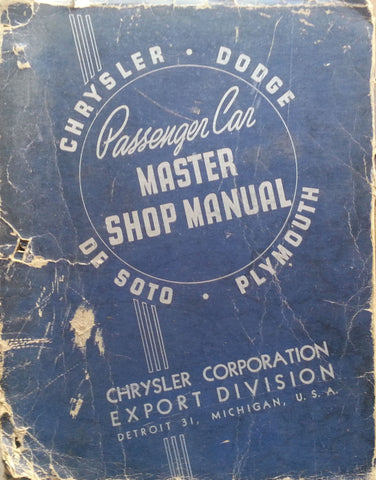 CHRYSLER • DODGE
Passenger Car
MASTER
SHOP MANUAL
DE SOTO • PLYMOUTH
CHRYSLER CORPORATION
EXPORT DIVISION
DETROIT 31, MICHIGAN, U. S. A.